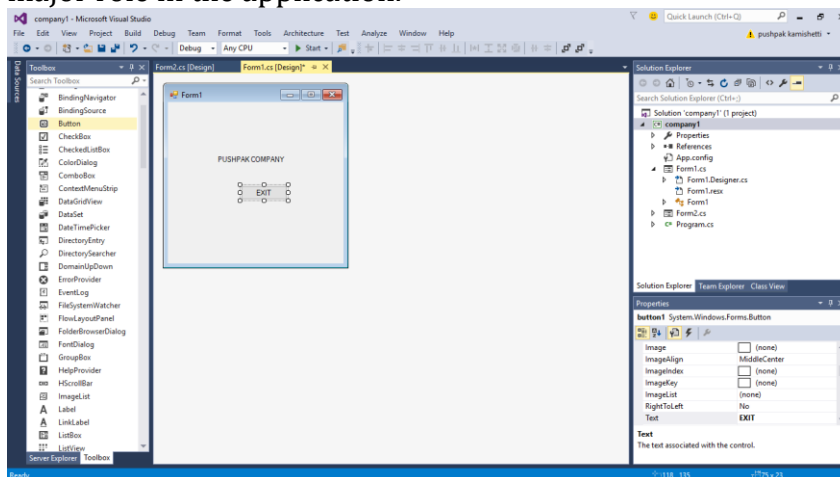 major role in the application.
company1 - Microsoft Visual Studio
Quick Launch (Ctrl+Q)
File Edit View Project Build Debug Team Format Tools Architecture Test Analyze Window Help
pushpak kamishetti
Debug Any CPU Start
Data Sources
Toolbox
Search Toolbox
BindingNavigator
BindingSource
Button
CheckBox
CheckedListBox
ColorDialog
ComboBox
ContextMenuStrip
DataGridView
DataSet
DateTimePicker
DirectoryEntry
DirectorySearcher
DomainUpDown
ErrorProvider
EventLog
FileSystemWatcher
FlowLayoutPanel
FolderBrowserDialog
FontDialog
GroupBox
HelpProvider
HScrollBar
ImageList
Label
LinkLabel
ListBox
ListView
Server Explorer Toolbox
Form2.cs [Design] Form1.cs [Design]*
Form1
PUSHPAK COMPANY
EXIT
Solution Explorer
Search Solution Explorer (Ctrl+;)
Solution 'company1' (1 project)
company1
Properties
References
App.config
Form1.cs
Form1.Designer.cs
Form1.resx
Form1
Form2.cs
Program.cs
Solution Explorer Team Explorer Class View
Properties
button1 System.Windows.Forms.Button
Image (none)
ImageAlign MiddleCenter
ImageIndex (none)
ImageKey (none)
ImageList (none)
RightToLeft No
Text EXIT
Text
The text associated with the control.
Ready 118, 135 75 x 23